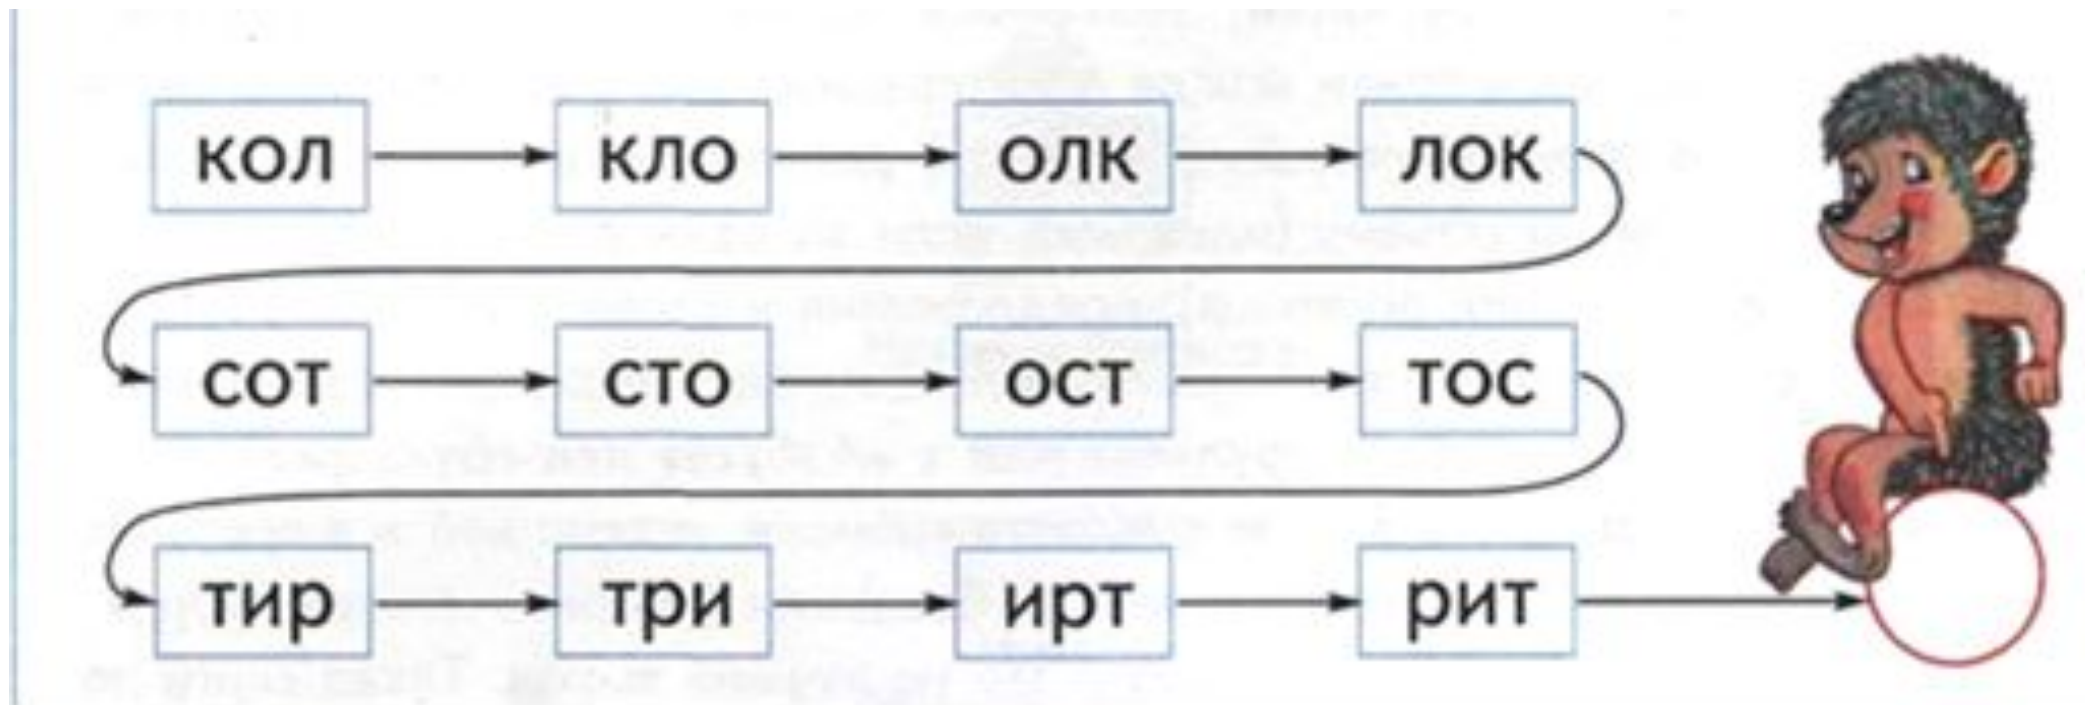 кол кло олк лок
сот сто ост тос
тир три ирт рит